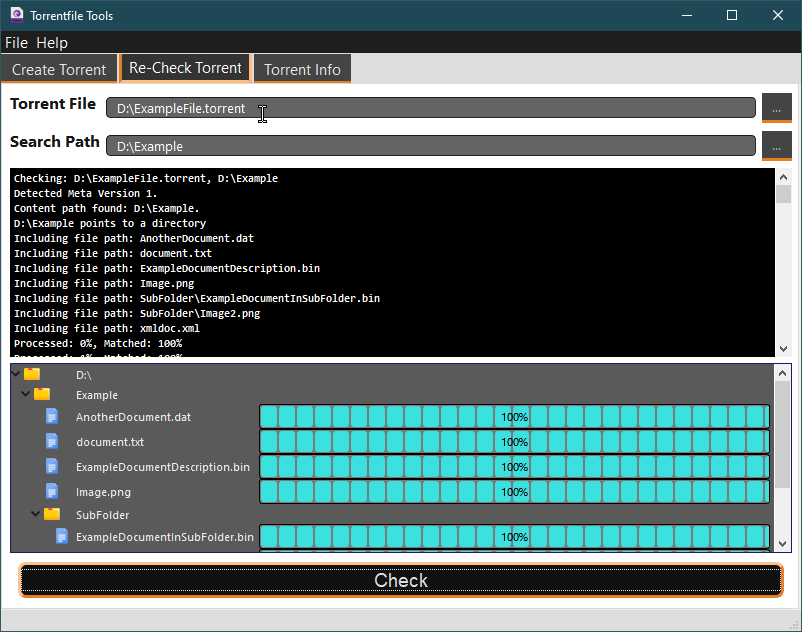 Torrentfile Tools
File Help
Create Torrent Re-Check Torrent Torrent Info
Torrent File D:\ExampleFile.torrent ...
Search Path D:\Example ...
Checking: D:\ExampleFile.torrent, D:\Example
Detected Meta Version 1.
Content path found: D:\Example.
D:\Example points to a directory
Including file path: AnotherDocument.dat
Including file path: document.txt
Including file path: ExampleDocumentDescription.bin
Including file path: Image.png
Including file path: SubFolder\ExampleDocumentInSubFolder.bin
Including file path: SubFolder\Image2.png
Including file path: xmldoc.xml
Processed: 0%, Matched: 100%
Processed: 1%, Matched: 100%
D:\
Example
AnotherDocument.dat 100%
document.txt 100%
ExampleDocumentDescription.bin 100%
Image.png 100%
SubFolder
ExampleDocumentInSubFolder.bin 100%
Check